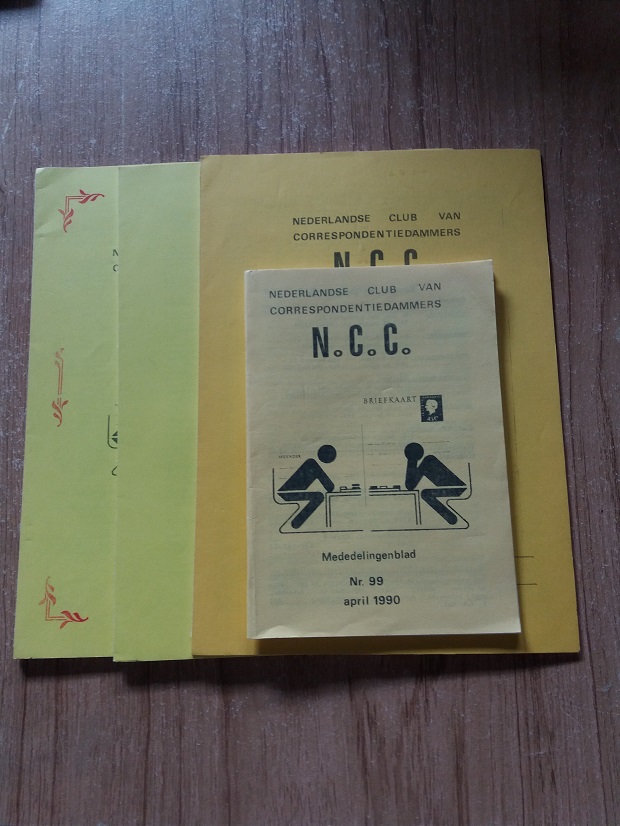 NEDERLANDSE CLUB VAN
CORRESPONDENTIEDAMMERS
N.C.C.
NEDERLANDSE CLUB VAN
CORRESPONDENTIEDAMMERS
N.C.C.
BRIEFKAART
Mededelingenblad
Nr. 99
april 1990